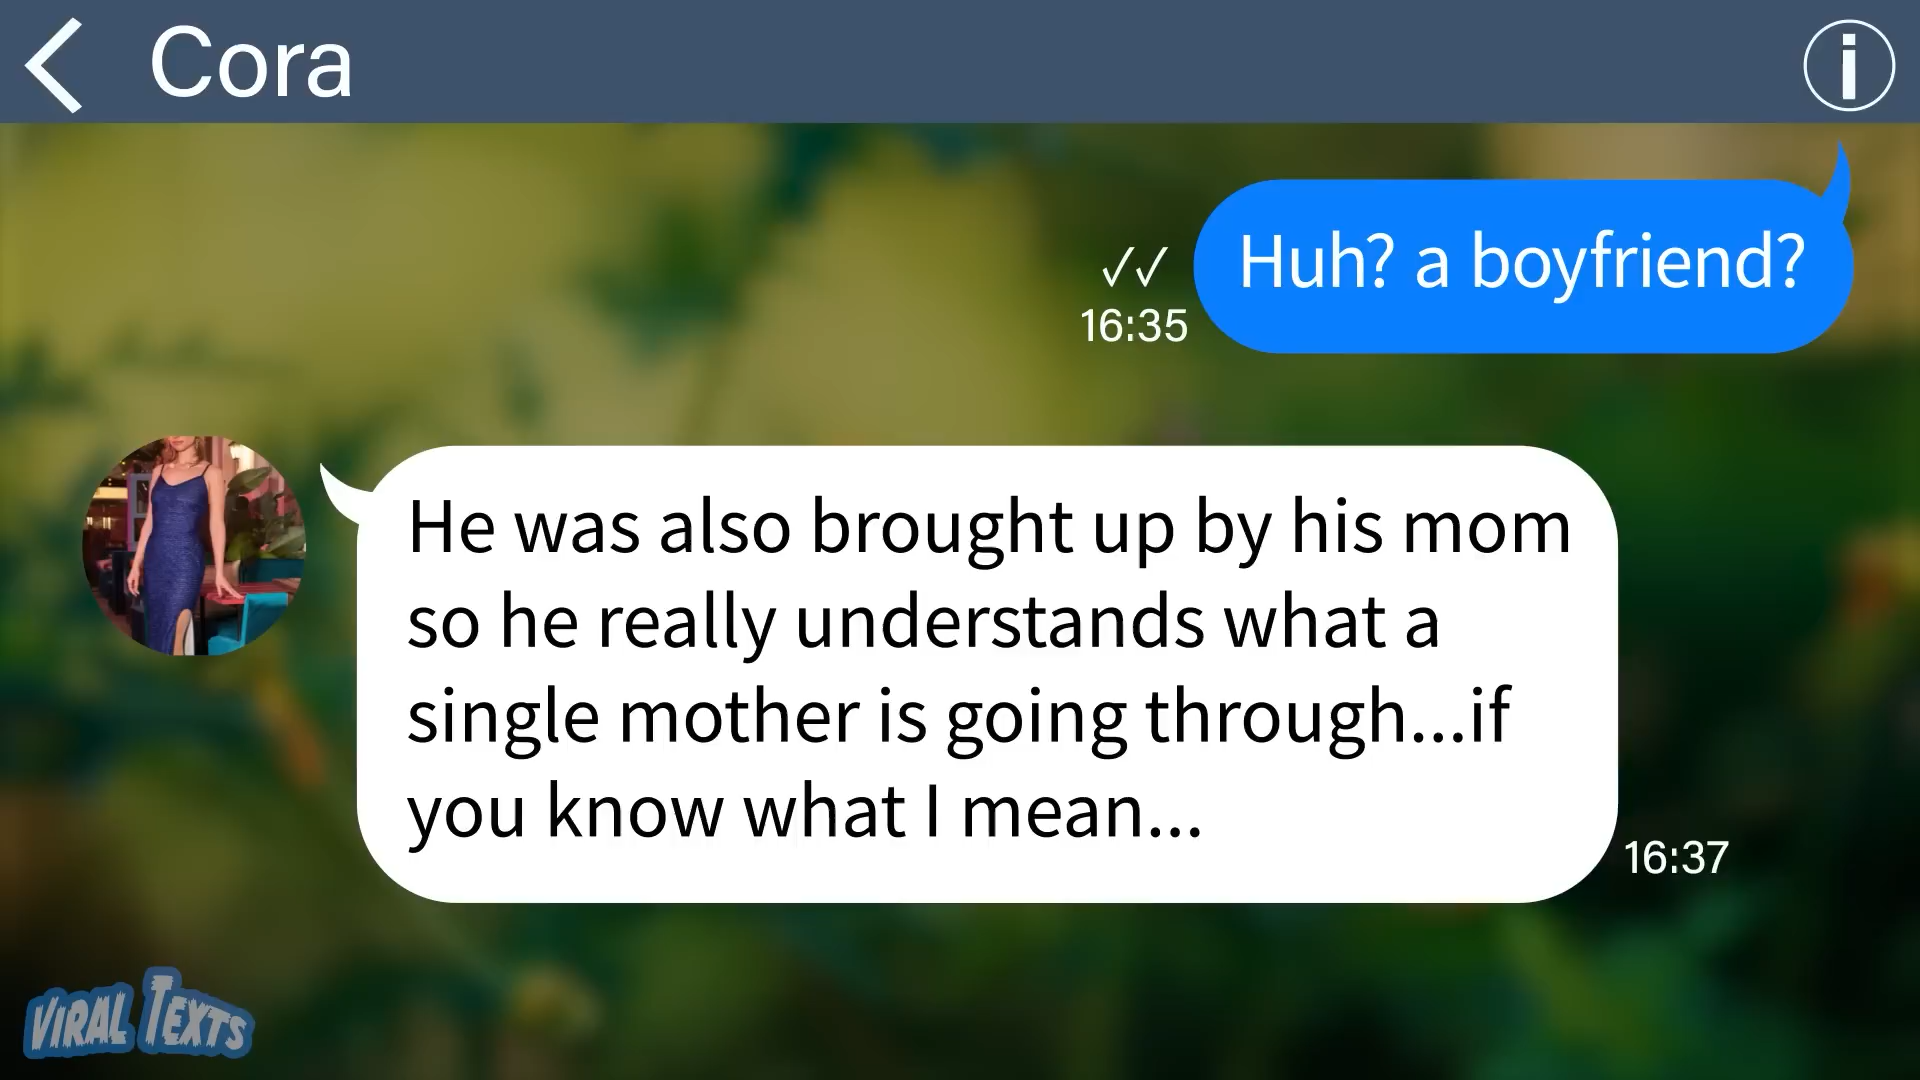 Cora
Huh? a boyfriend?
✓✓
16:35
He was also brought up by his mom
so he really understands what a
single mother is going through...if
you know what I mean...
16:37
VIRAL TEXTS